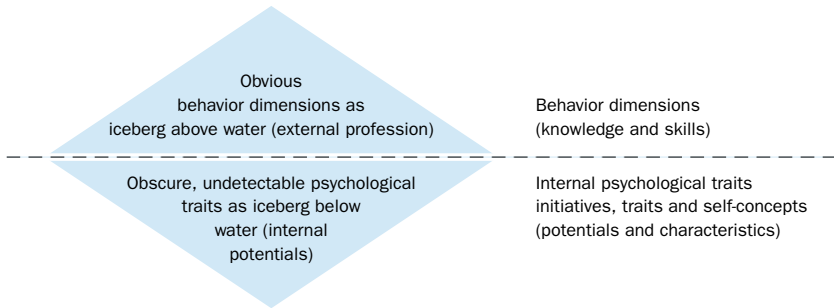 Obvious
behavior dimensions as
iceberg above water (external profession)
Behavior dimensions
(knowledge and skills)
Obscure, undetectable psychological
traits as iceberg below
water (internal
potentials)
Internal psychological traits
initiatives, traits and self-concepts
(potentials and characteristics)